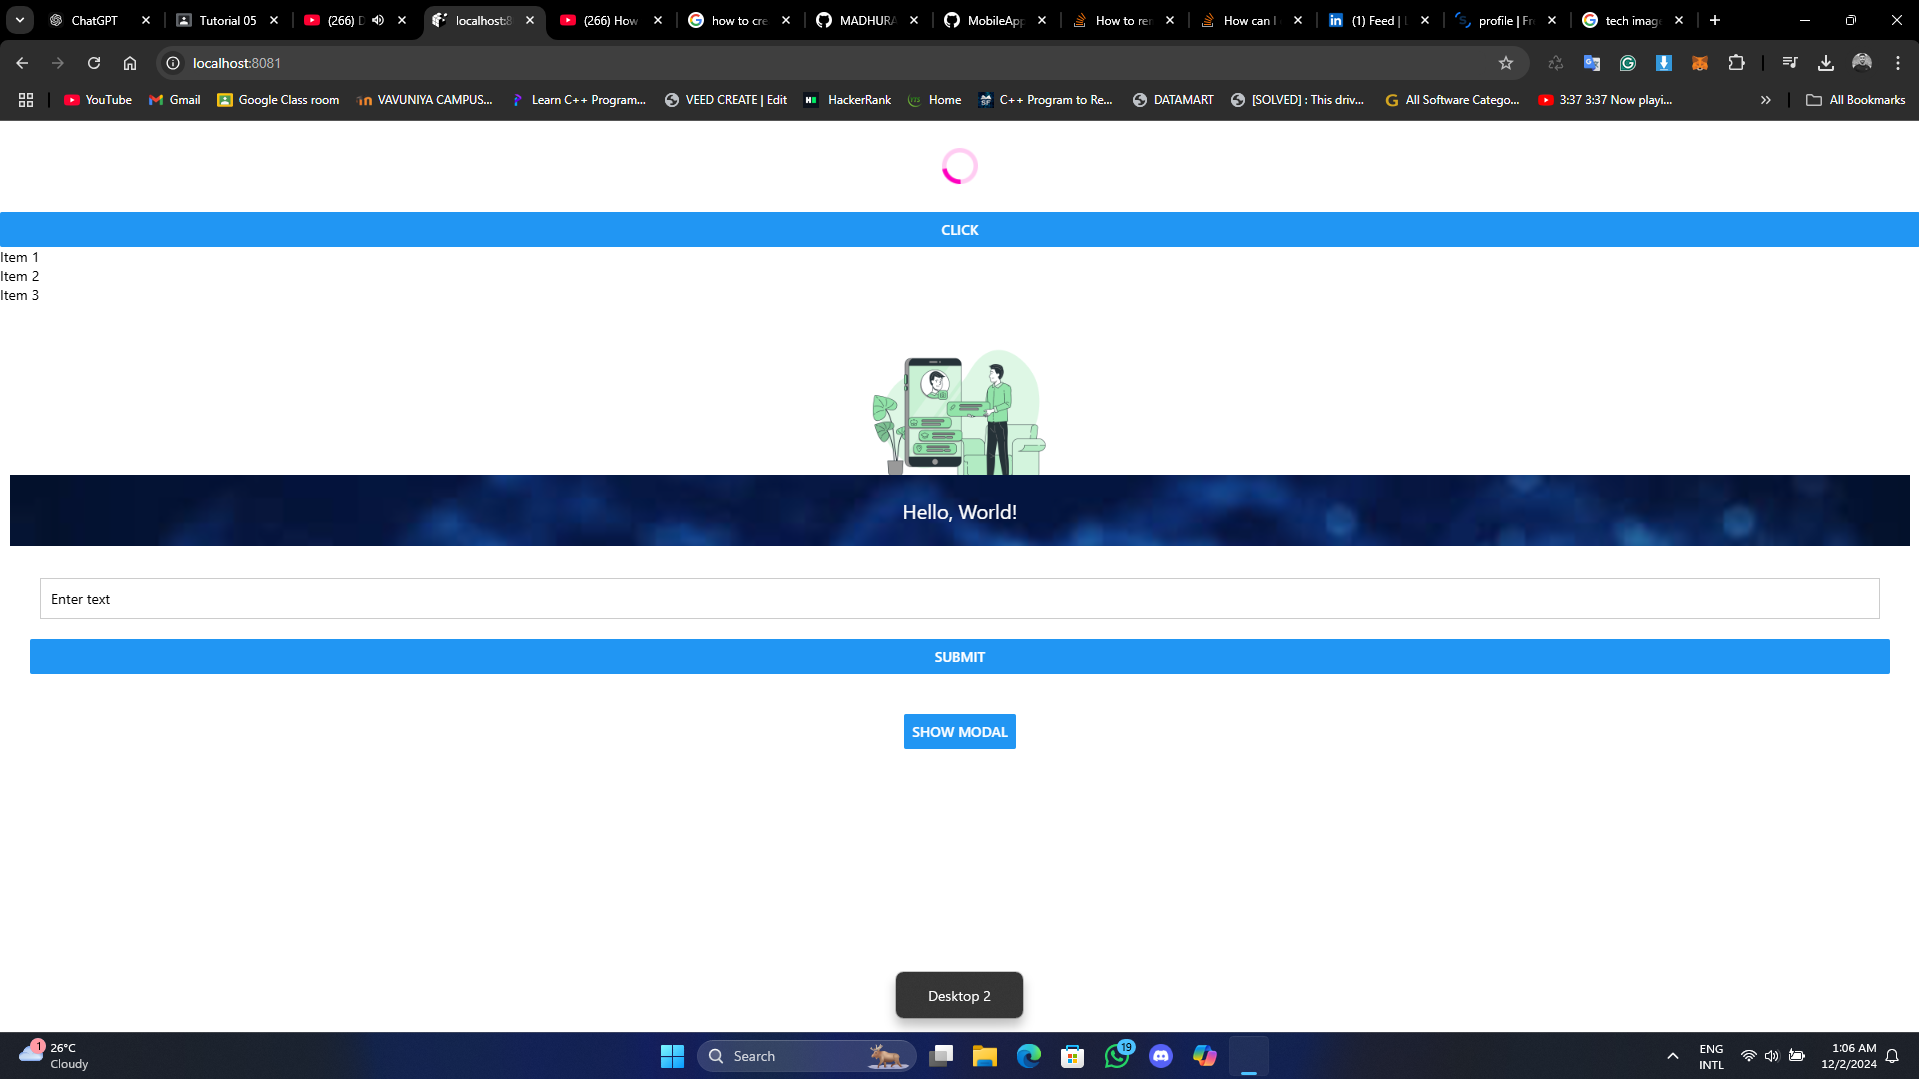 ChatGPT
Tutorial 05
(266) D
localhost:8
(266) How
how to cre
MADHURA
MobileApp
How to ren
How can I
(1) Feed | L
profile | Fr
tech image
localhost:8081
YouTube
Gmail
Google Class room
VAVUNIYA CAMPUS...
Learn C++ Program...
VEED CREATE | Edit
HackerRank
Home
C++ Program to Re...
DATAMART
[SOLVED] : This driv...
All Software Catego...
3:37 3:37 Now playi...
All Bookmarks
CLICK
Item 1
Item 2
Item 3
Hello, World!
Enter text
SUBMIT
SHOW MODAL
Desktop 2
1
26°C
Cloudy
Search
19
ENG
INTL
1:06 AM
12/2/2024